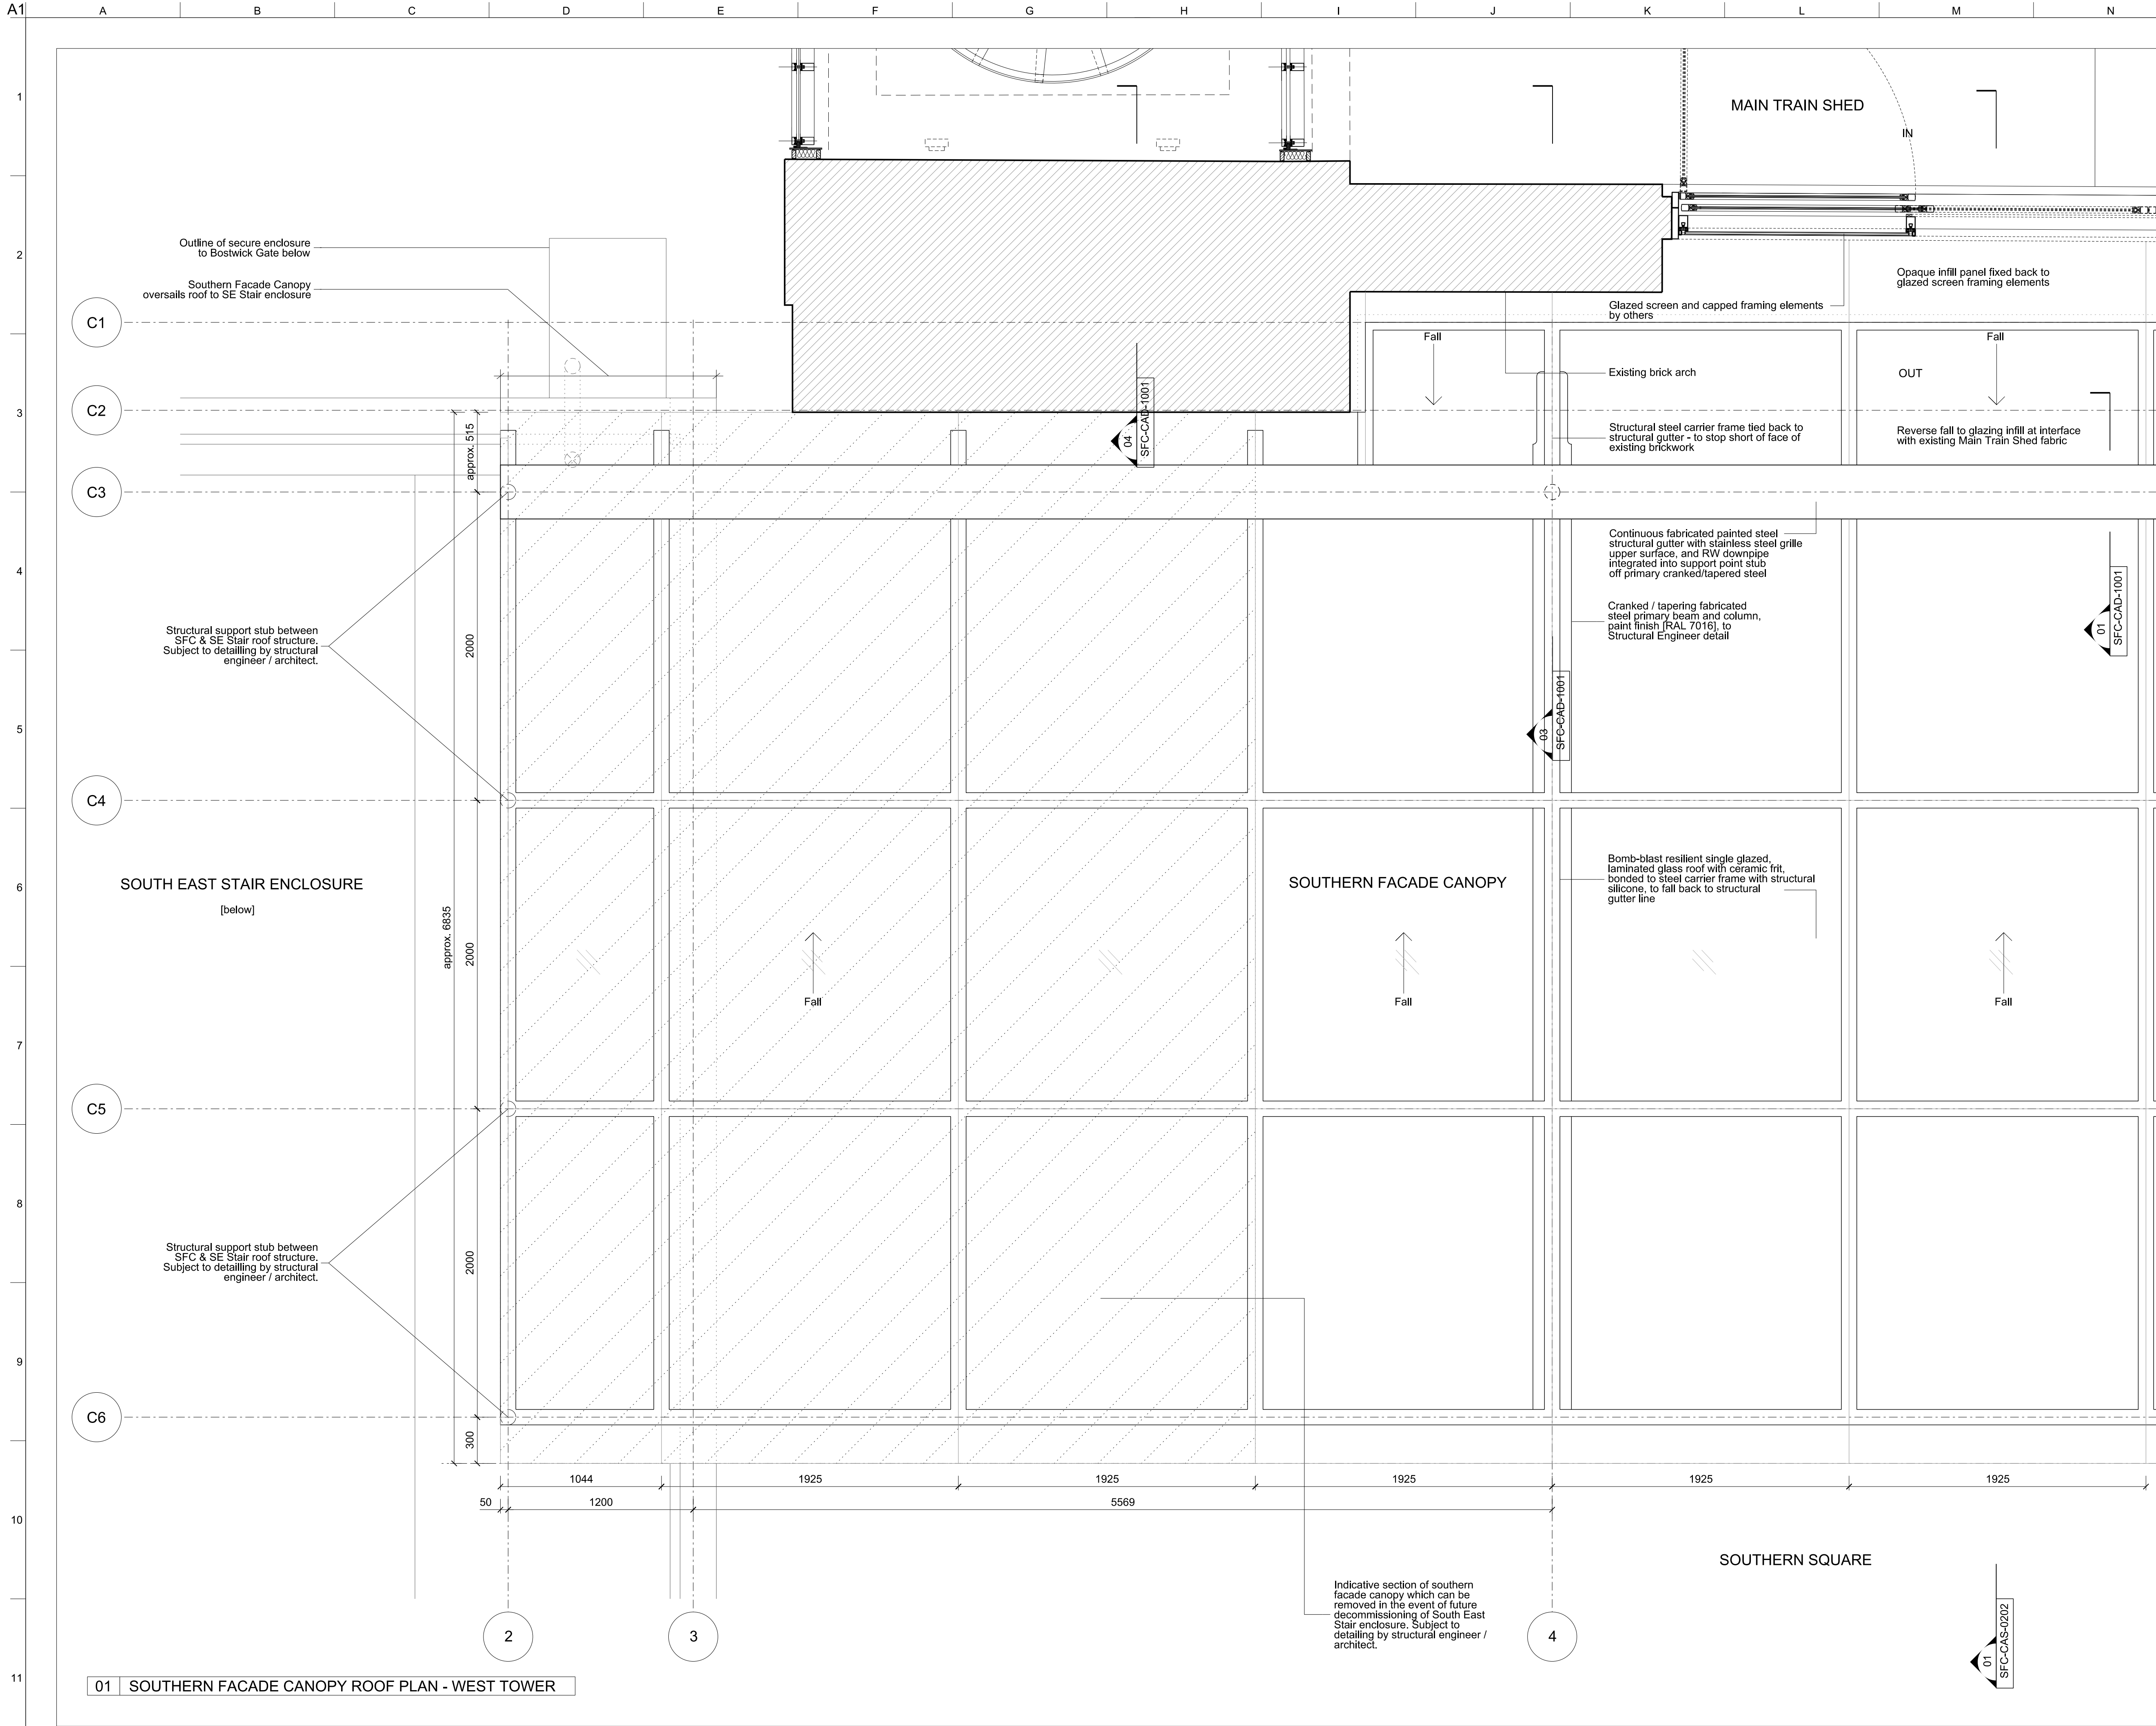 A1
A
B
C
D
E
F
G
H
I
J
K
L
M
N
1
2
3
4
5
6
7
8
9
10
11
MAIN TRAIN SHED
IN
Outline of secure enclosure
to Bostwick Gate below
Southern Facade Canopy
oversails roof to SE Stair enclosure
Opaque infill panel fixed back to
glazed screen framing elements
Glazed screen and capped framing elements
by others
C1
Fall
Fall
Existing brick arch
OUT
C2
04
SFC-CAD-1001
approx. 515
Structural steel carrier frame tied back to
structural gutter - to stop short of face of
existing brickwork
Reverse fall to glazing infill at interface
with existing Main Train Shed fabric
C3
Continuous fabricated painted steel
structural gutter with stainless steel grille
upper surface, and RW downpipe
integrated into support point stub
off primary cranked/tapered steel
Cranked / tapering fabricated
steel primary beam and column,
paint finish [RAL 7016], to
Structural Engineer detail
01
SFC-CAD-1001
Structural support stub between
SFC & SE Stair roof structure.
Subject to detailling by structural
engineer / architect.
2000
03
SFC-CAD-1001
C4
SOUTH EAST STAIR ENCLOSURE
[below]
SOUTHERN FACADE CANOPY
Bomb-blast resilient single glazed,
laminated glass roof with ceramic frit,
bonded to steel carrier frame with structural
silicone, to fall back to structural
gutter line
approx. 6835
2000
Fall
Fall
Fall
C5
Structural support stub between
SFC & SE Stair roof structure.
Subject to detailling by structural
engineer / architect.
2000
C6
300
1044
1925
1925
1925
1925
1925
50
1200
5569
SOUTHERN SQUARE
Indicative section of southern
facade canopy which can be
removed in the event of future
decommissioning of South East
Stair enclosure. Subject to
detailing by structural engineer /
architect.
2
3
4
01
SFC-CAS-0202
01 SOUTHERN FACADE CANOPY ROOF PLAN - WEST TOWER